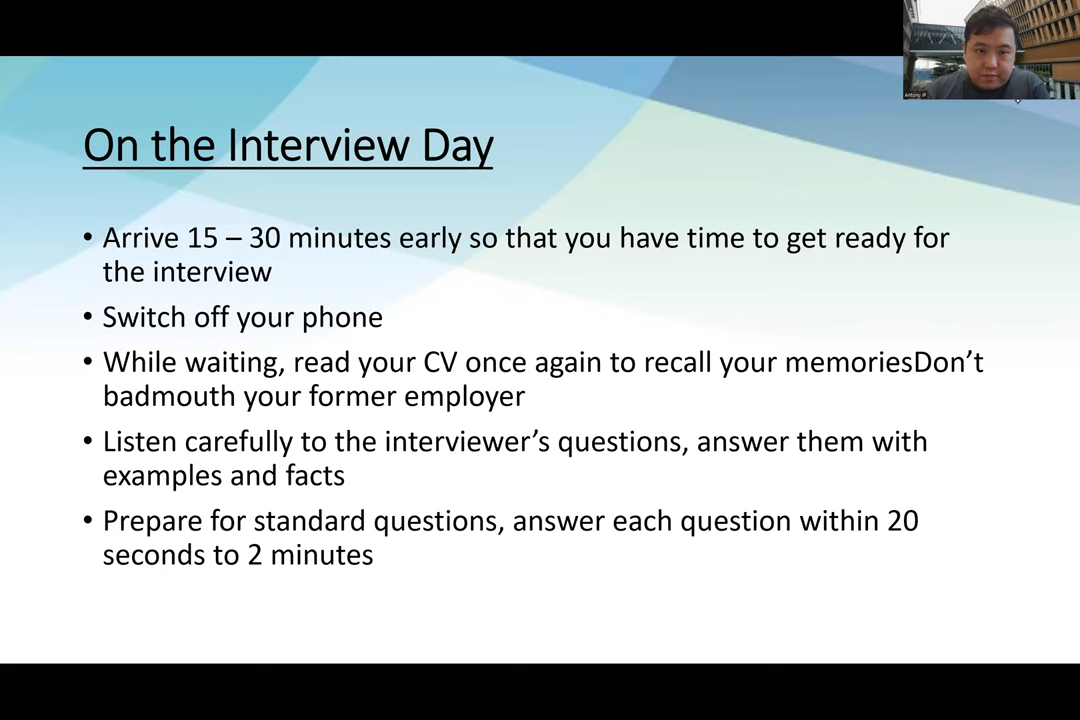 On the Interview Day
• Arrive 15 – 30 minutes early so that you have time to get ready for
the interview
• Switch off your phone
• While waiting, read your CV once again to recall your memoriesDon’t
badmouth your former employer
• Listen carefully to the interviewer’s questions, answer them with
examples and facts
• Prepare for standard questions, answer each question within 20
seconds to 2 minutes
Antony IP